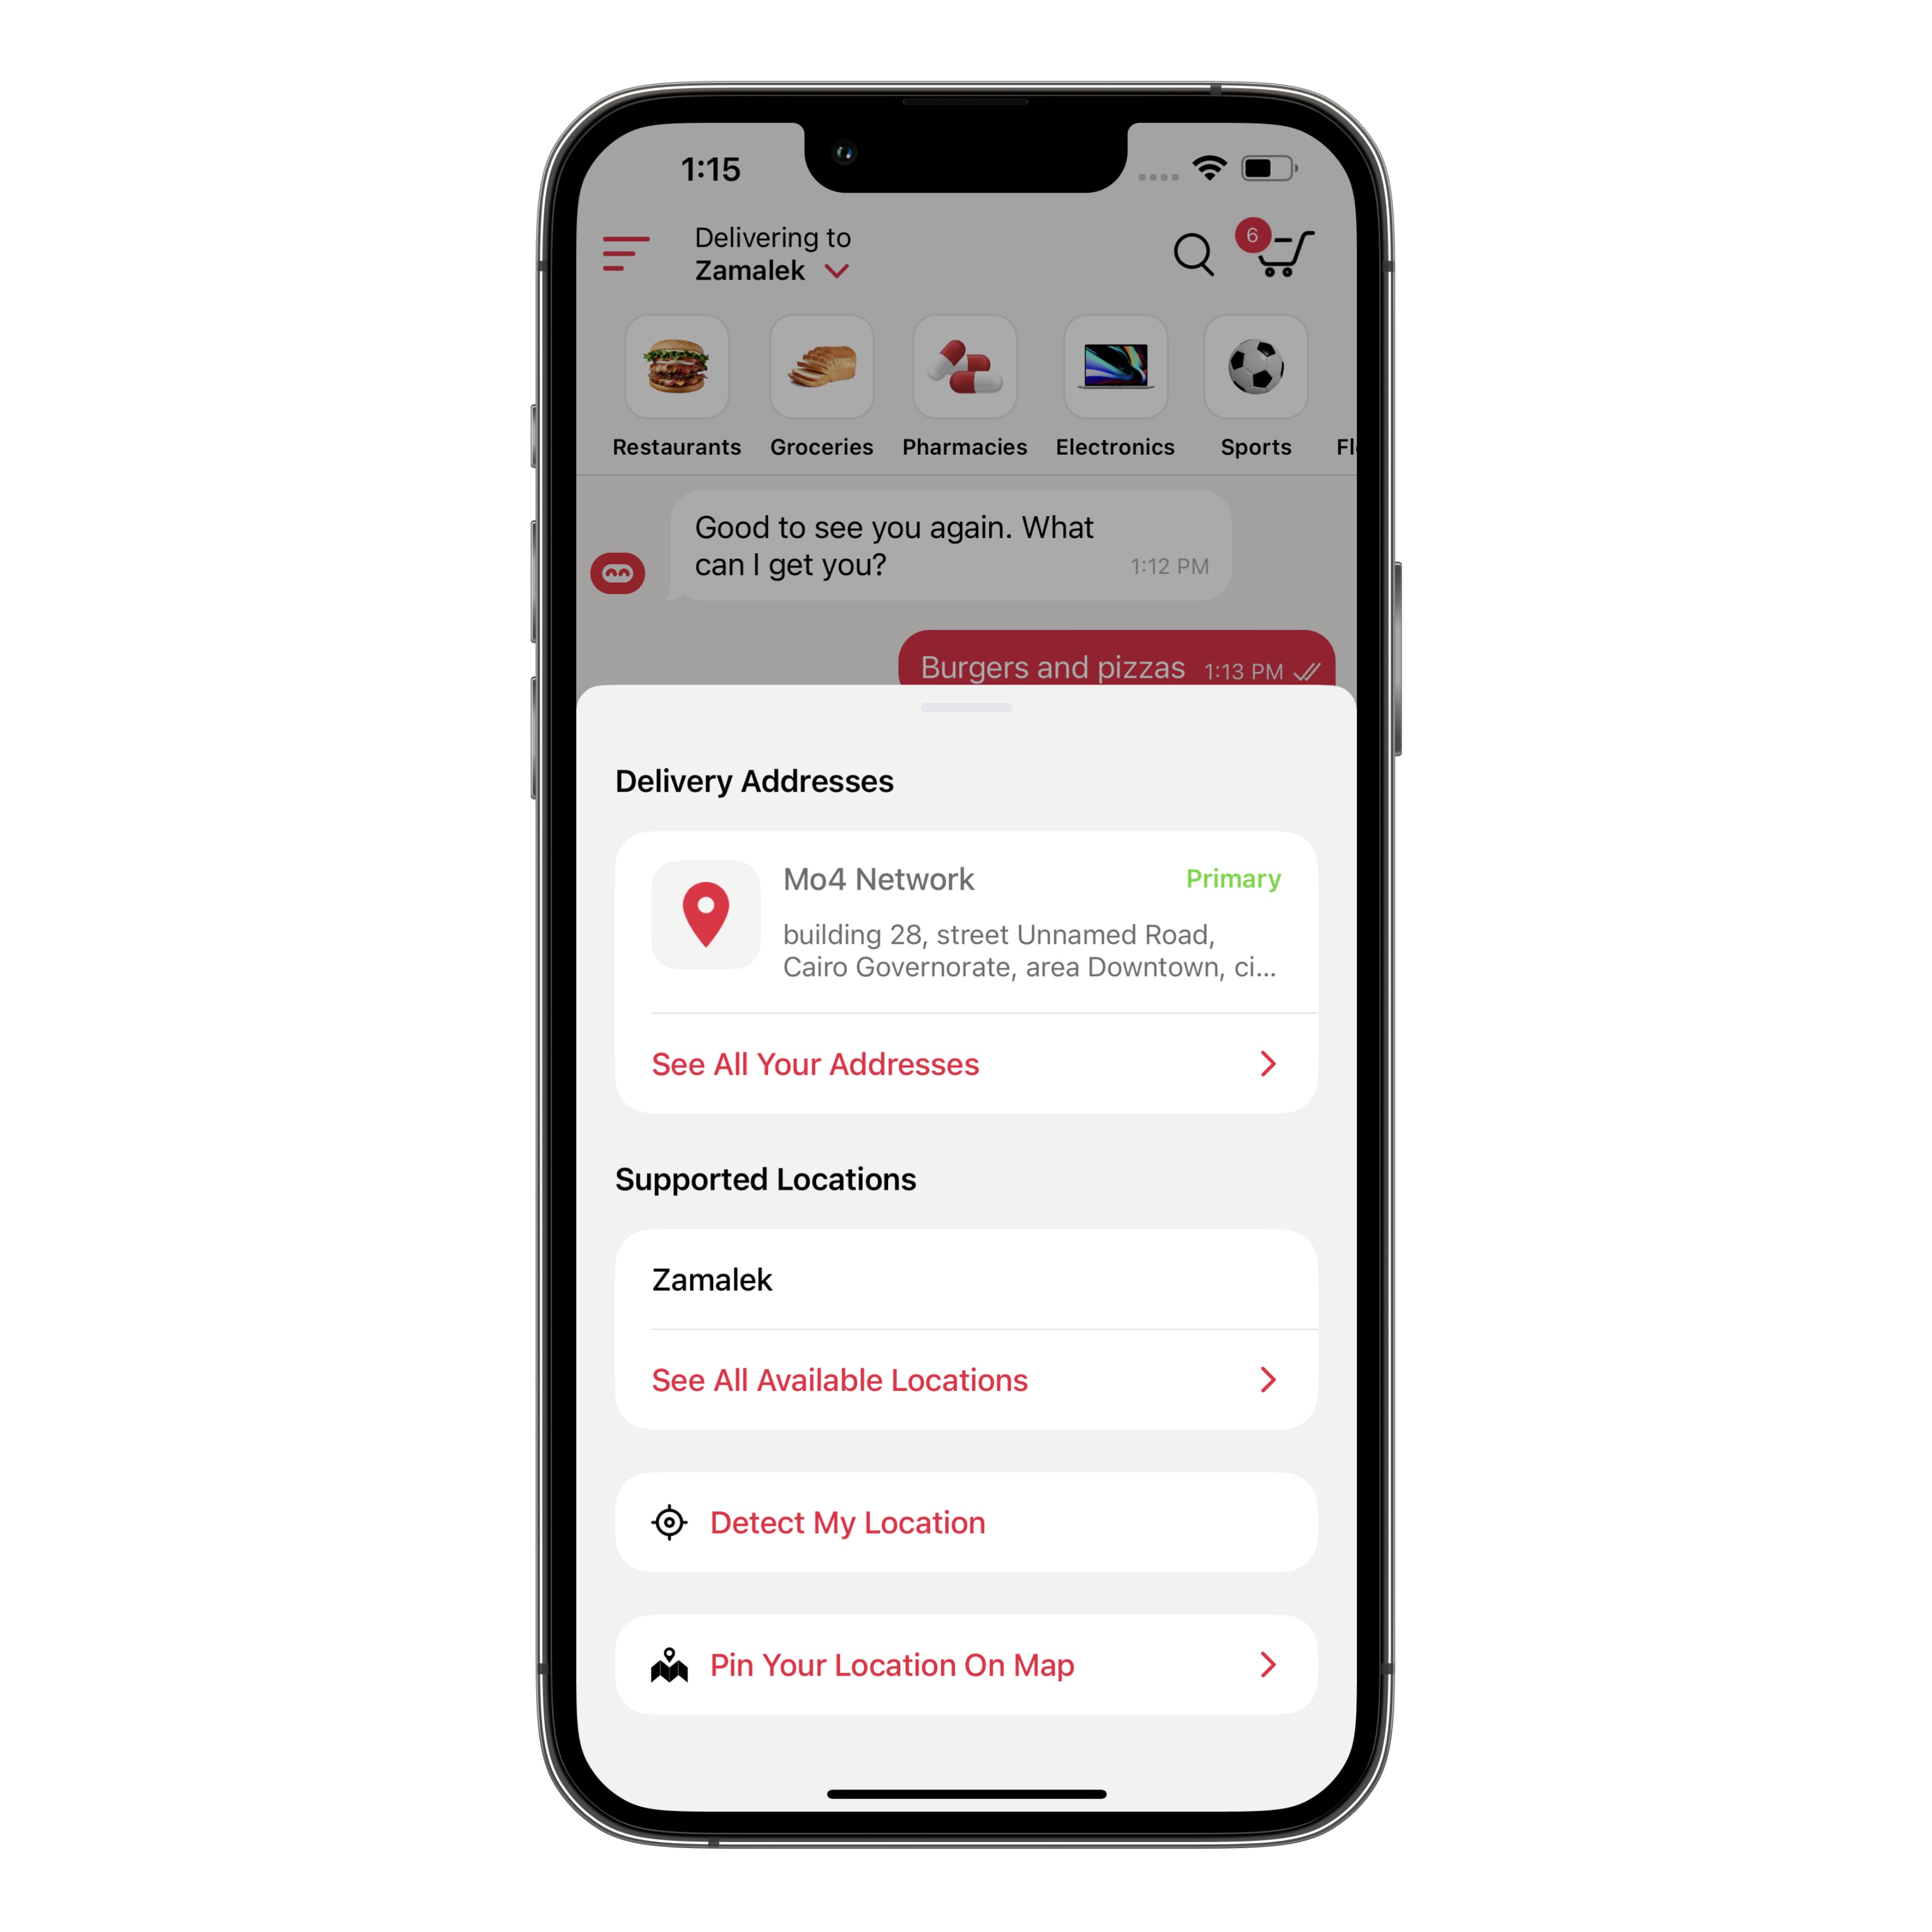 1:15
Delivering to
Zamalek
6
Restaurants Groceries Pharmacies Electronics Sports Fl
Good to see you again. What
can I get you? 1:12 PM
Burgers and pizzas 1:13 PM
Delivery Addresses
Mo4 Network Primary
building 28, street Unnamed Road,
Cairo Governorate, area Downtown, ci...
See All Your Addresses
Supported Locations
Zamalek
See All Available Locations
Detect My Location
Pin Your Location On Map